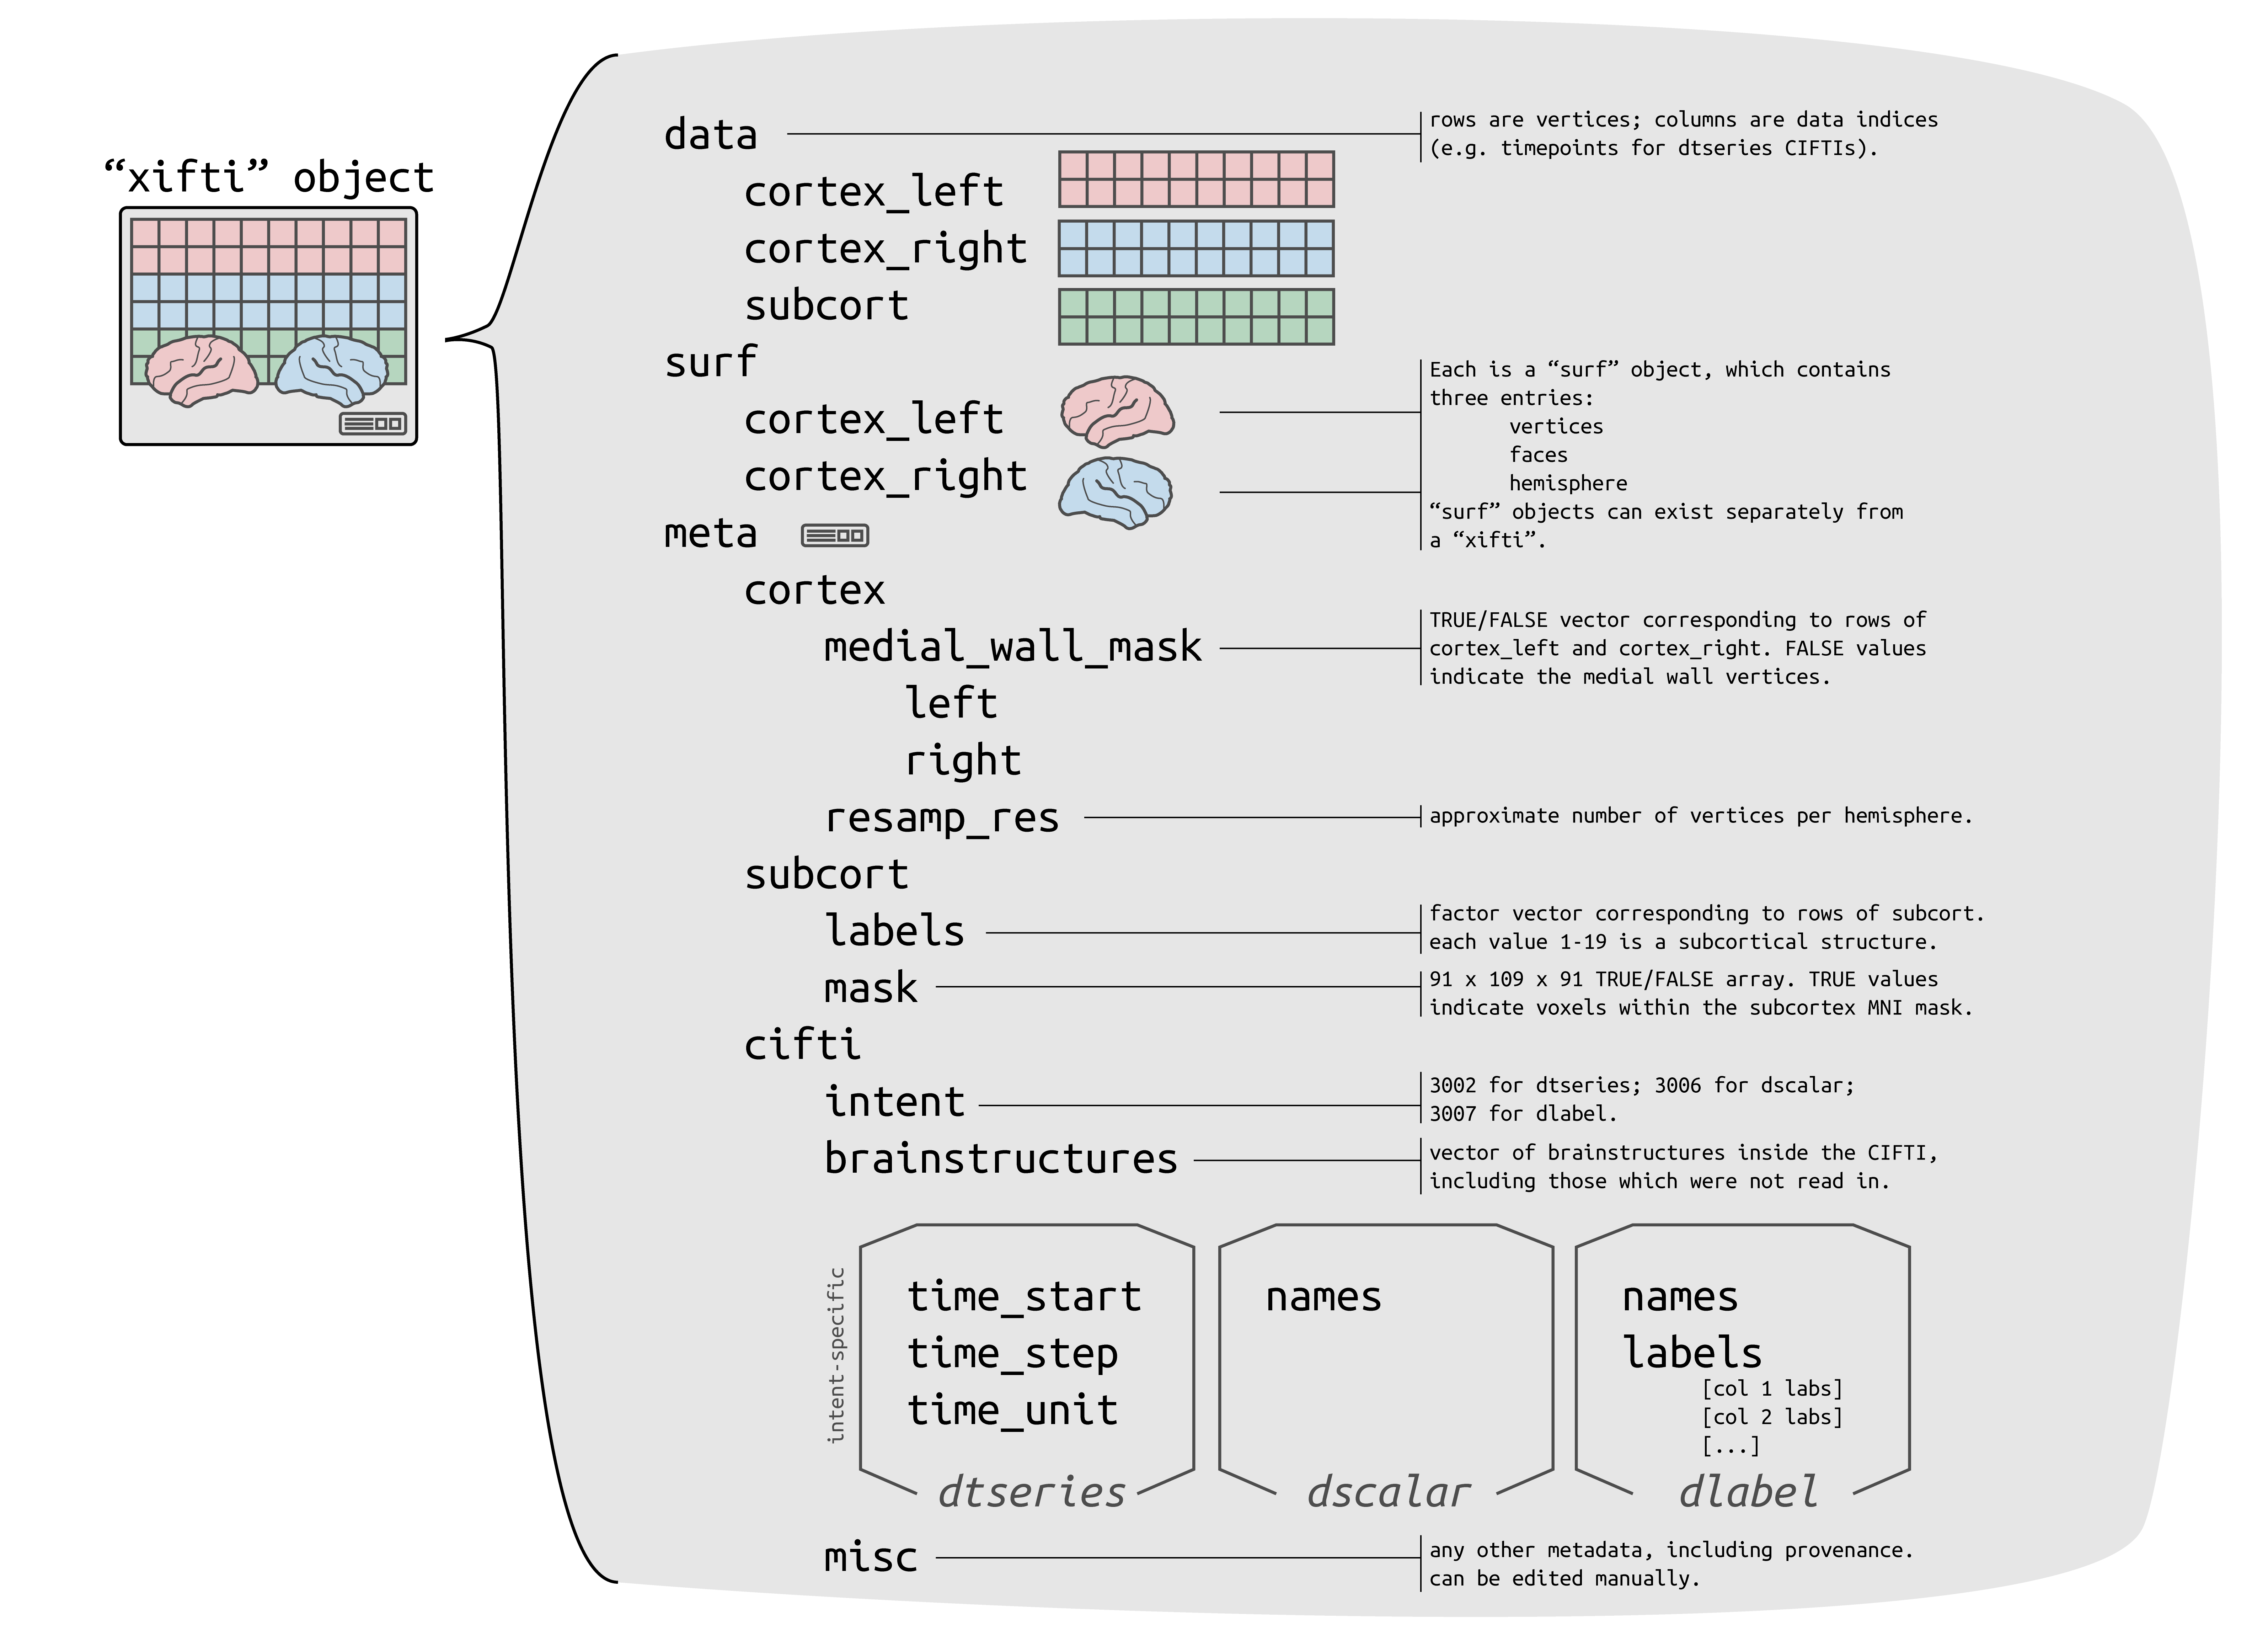 “xifti” object
data
rows are vertices; columns are data indices
(e.g. timepoints for dtseries CIFTIs).
cortex_left
cortex_right
subcort
surf
Each is a “surf” object, which contains
three entries:
vertices
faces
hemisphere
“surf” objects can exist separately from
a “xifti”.
cortex_left
cortex_right
meta
cortex
medial_wall_mask
TRUE/FALSE vector corresponding to rows of
cortex_left and cortex_right. FALSE values
indicate the medial wall vertices.
left
right
resamp_res
approximate number of vertices per hemisphere.
subcort
labels
factor vector corresponding to rows of subcort.
each value 1-19 is a subcortical structure.
mask
91 x 109 x 91 TRUE/FALSE array. TRUE values
indicate voxels within the subcortex MNI mask.
cifti
intent
3002 for dtseries; 3006 for dscalar;
3007 for dlabel.
brainstructures
vector of brainstructures inside the CIFTI,
including those which were not read in.
intent-specific
time_start
time_step
time_unit
dtseries
names
dscalar
names
labels
[col 1 labs]
[col 2 labs]
[...]
dlabel
misc
any other metadata, including provenance.
can be edited manually.